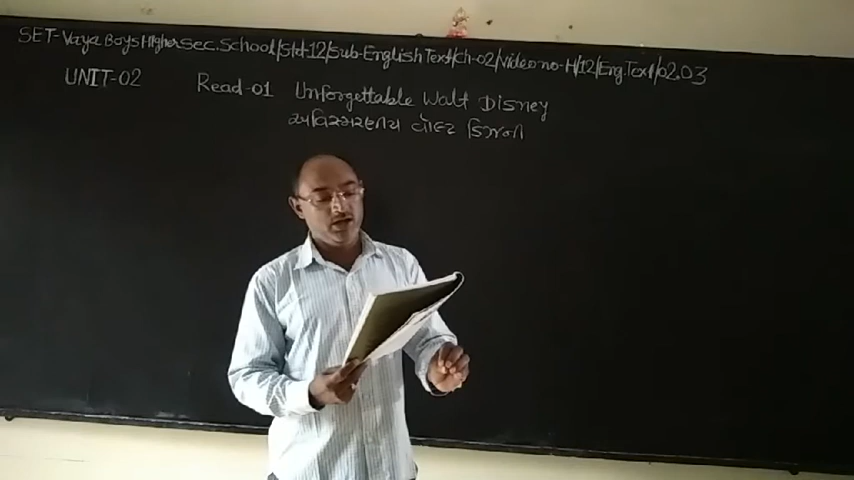 SET-Vaya Boys Higher Sec. School/Std-12/Sub-English Text/Ch-02/Video no-H/12/Eng.Text/02.03
UNIT-02 Read-01 Unforgettable Walt Disney
અવિસ્મરણીય વોલ્ટ ડિઝની